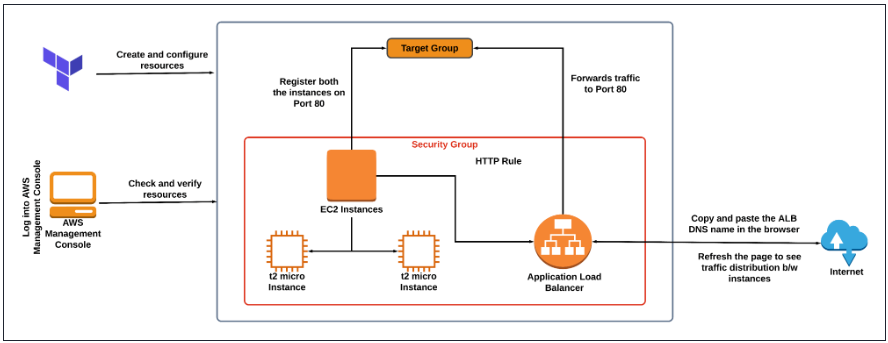 Create and configure
resources
Log into AWS
Management Console
AWS
Management
Console
Check and verify
resources
Target Group
Register both
the instances on
Port 80
Forwards traffic
to Port 80
Security Group
HTTP Rule
EC2 Instances
t2 micro
Instance
t2 micro
Instance
Application Load
Balancer
Copy and paste the ALB
DNS name in the browser
Refresh the page to see
traffic distribution b/w
instances
Internet